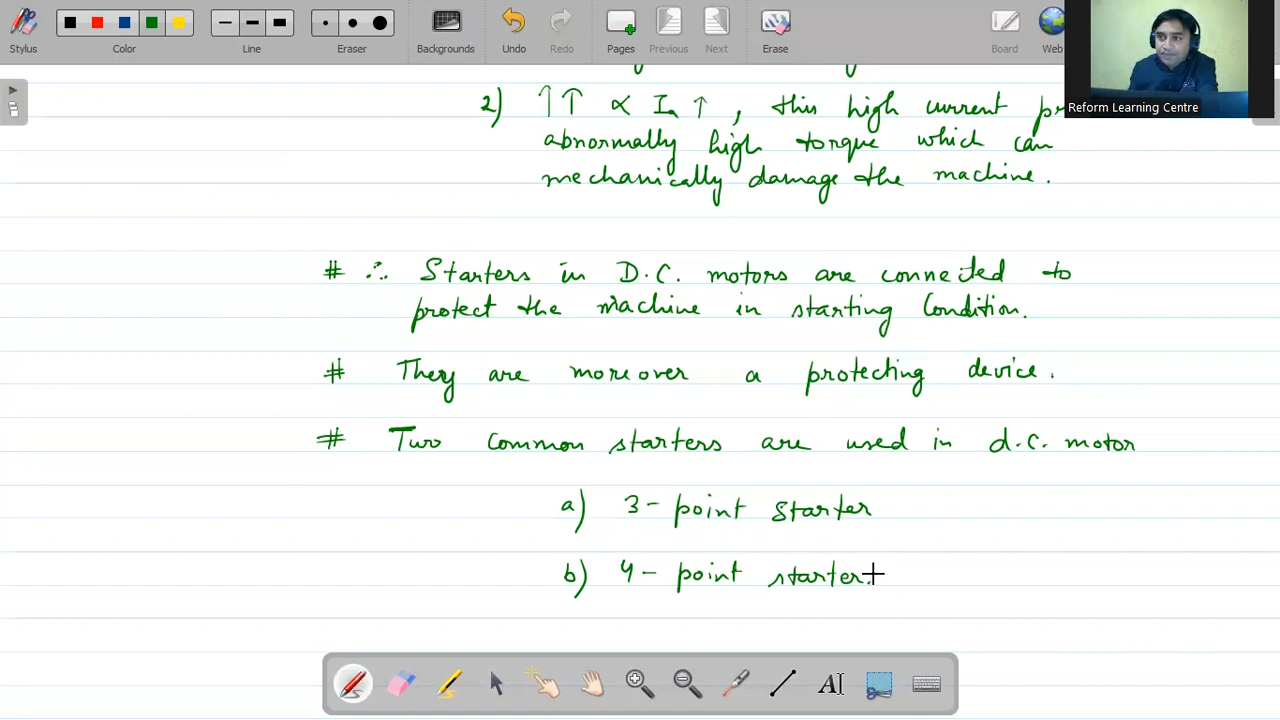 Stylus
Color
Line
Eraser
Backgrounds
Undo
Redo
Pages
Previous
Next
Erase
Board
Web
Reform Learning Centre
2) ↑T ∝ Ia ↑ , this high current
abnormally high torque which can
mechanically damage the machine.
# ∴ Starters in D.C. motors are connected to
protect the machine in starting Condition.
# They are moreover a protecting device.
# Two common starters are used in d.c. motor
a) 3- point starter
b) 4- point starter.